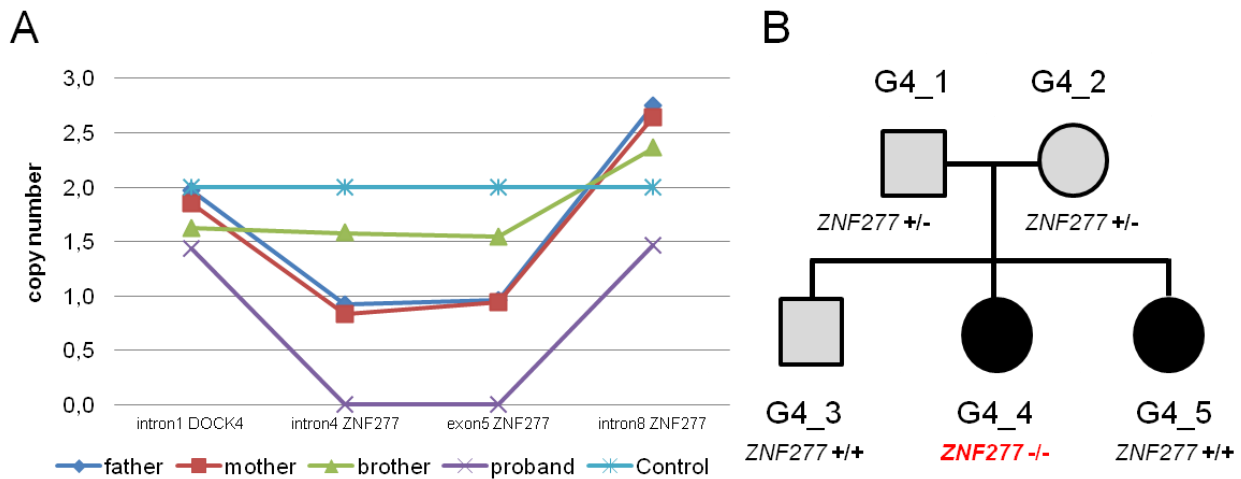 A
copy number
3,0
2,5
2,0
1,5
1,0
0,5
0,0
intron1 DOCK4 intron4 ZNF277 exon5 ZNF277 intron8 ZNF277
father mother brother proband Control
B
G4_1 G4_2
ZNF277 +/- ZNF277 +/-
G4_3 G4_4 G4_5
ZNF277 +/+ ZNF277 -/- ZNF277 +/+